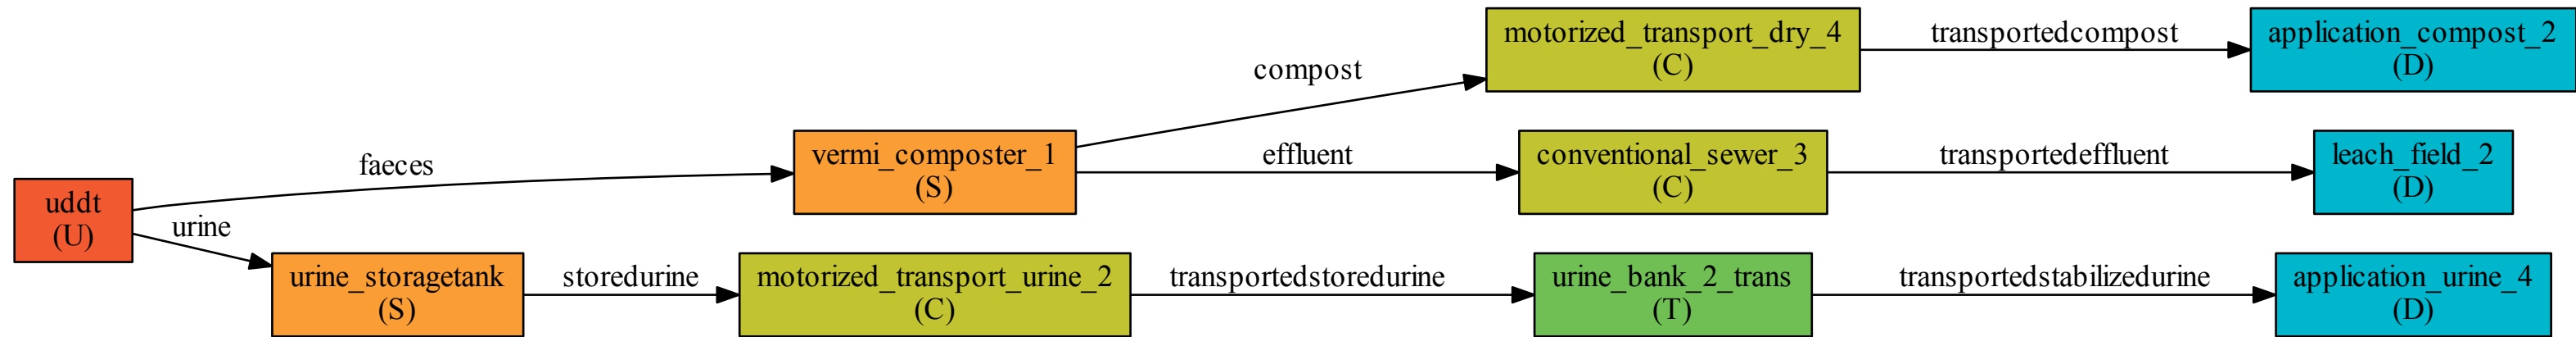 motorized_transport_dry_4
(C)
transportedcompost
application_compost_2
(D)
compost
vermi_composter_1
(S)
effluent
conventional_sewer_3
(C)
transportedeffluent
leach_field_2
(D)
faeces
uddt
(U)
urine
urine_storagetank
(S)
storedurine
motorized_transport_urine_2
(C)
transportedstoredurine
urine_bank_2_trans
(T)
transportedstabilizedurine
application_urine_4
(D)